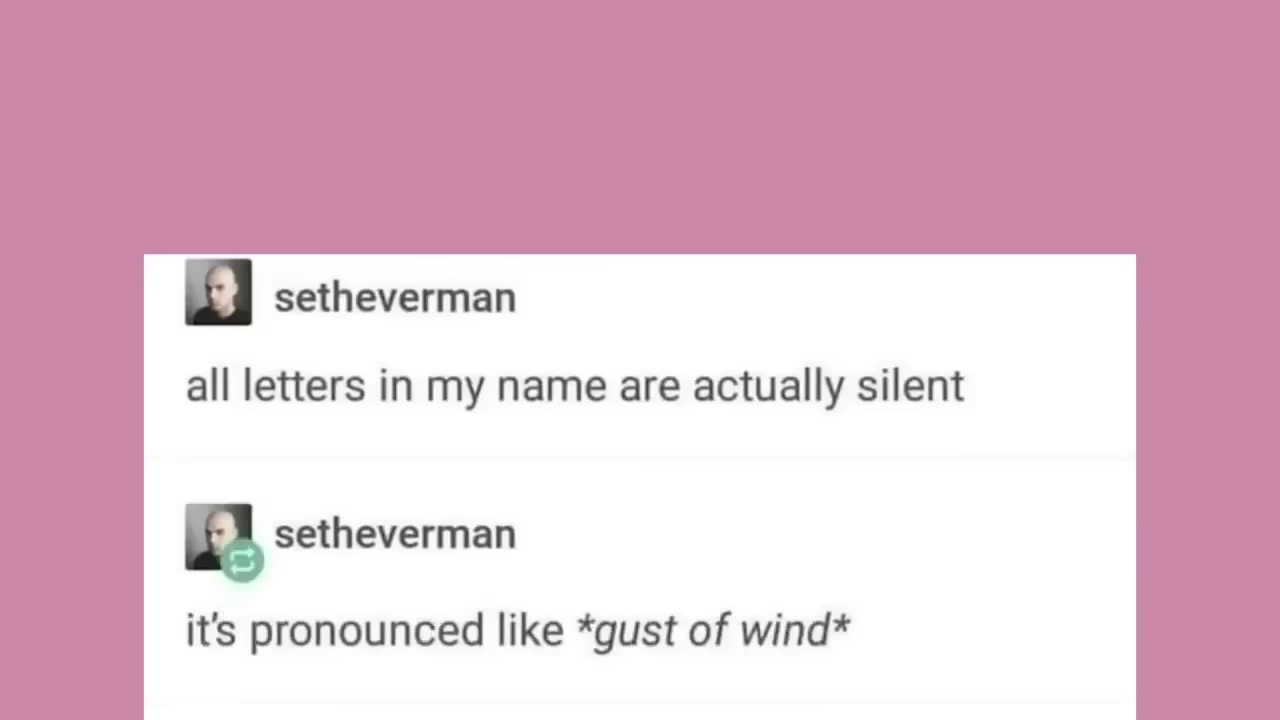 setheverman
all letters in my name are actually silent
setheverman
it's pronounced like *gust of wind*